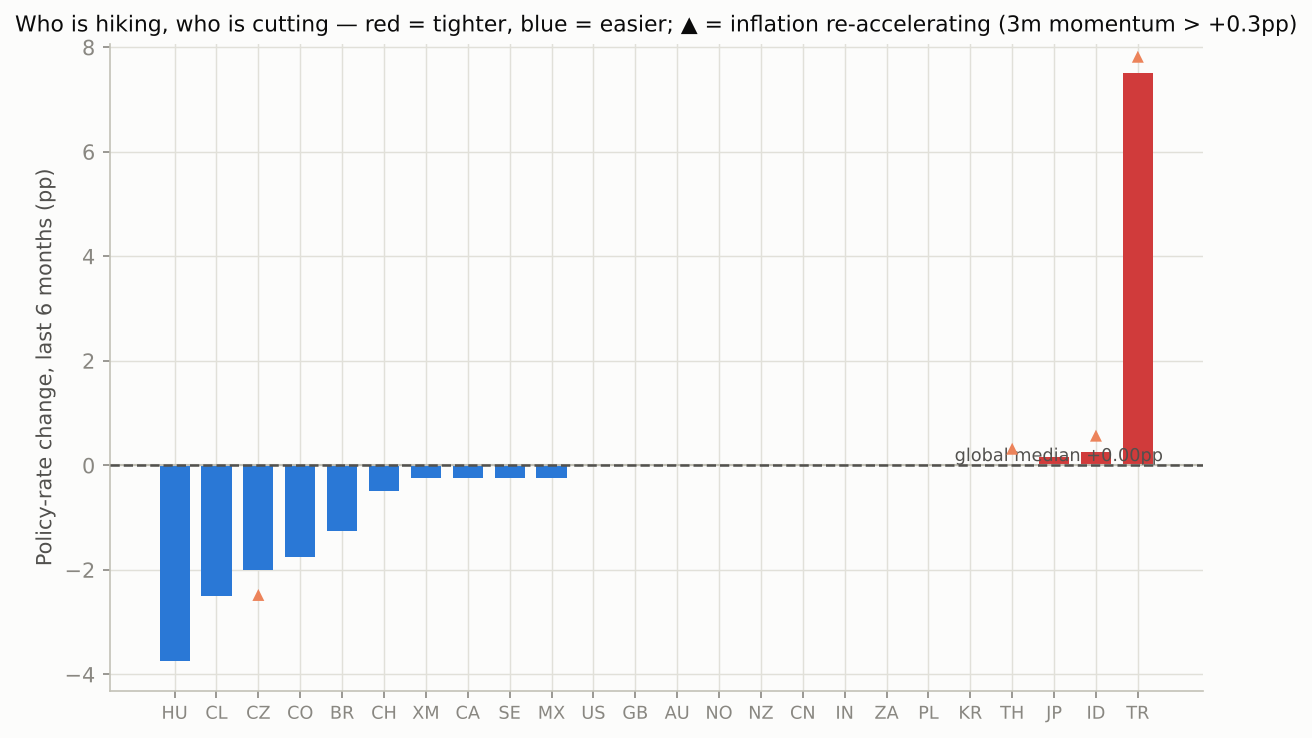 Who is hiking, who is cutting — red = tighter, blue = easier; ▲ = inflation re-accelerating (3m momentum > +0.3pp)
Policy-rate change, last 6 months (pp)
8
6
4
2
0
−2
−4
global median +0.00pp
HU CL CZ CO BR CH XM CA SE MX US GB AU NO NZ CN IN ZA PL KR TH JP ID TR